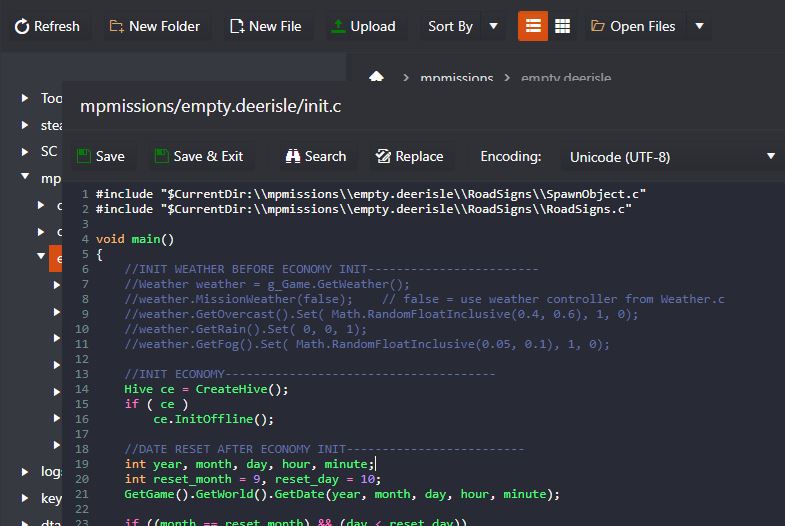 Refresh New Folder New File Upload Sort By Open Files
mpmissions > empty.deerisle
Too
stea
SC
mp
logs
key
mpmissions/empty.deerisle/init.c
Save Save & Exit Search Replace Encoding: Unicode (UTF-8)
1 #include "$CurrentDir:\\mpmissions\\empty.deerisle\\RoadSigns\\SpawnObject.c"
2 #include "$CurrentDir:\\mpmissions\\empty.deerisle\\RoadSigns\\RoadSigns.c"
3
4 void main()
5 {
6 //INIT WEATHER BEFORE ECONOMY INIT------------------------
7 //Weather weather = g_Game.GetWeather();
8 //weather.MissionWeather(false);    // false = use weather controller from Weather.c
9 //weather.GetOvercast().Set( Math.RandomFloatInclusive(0.4, 0.6), 1, 0);
10 //weather.GetRain().Set( 0, 0, 1);
11 //weather.GetFog().Set( Math.RandomFloatInclusive(0.05, 0.1), 1, 0);
12
13 //INIT ECONOMY--------------------------------------
14 Hive ce = CreateHive();
15 if ( ce )
16 ce.InitOffline();
17
18 //DATE RESET AFTER ECONOMY INIT-------------------------
19 int year, month, day, hour, minute;
20 int reset_month = 9, reset_day = 10;
21 GetGame().GetWorld().GetDate(year, month, day, hour, minute);
22
23 if ((month == reset_month) && (day < reset_day))